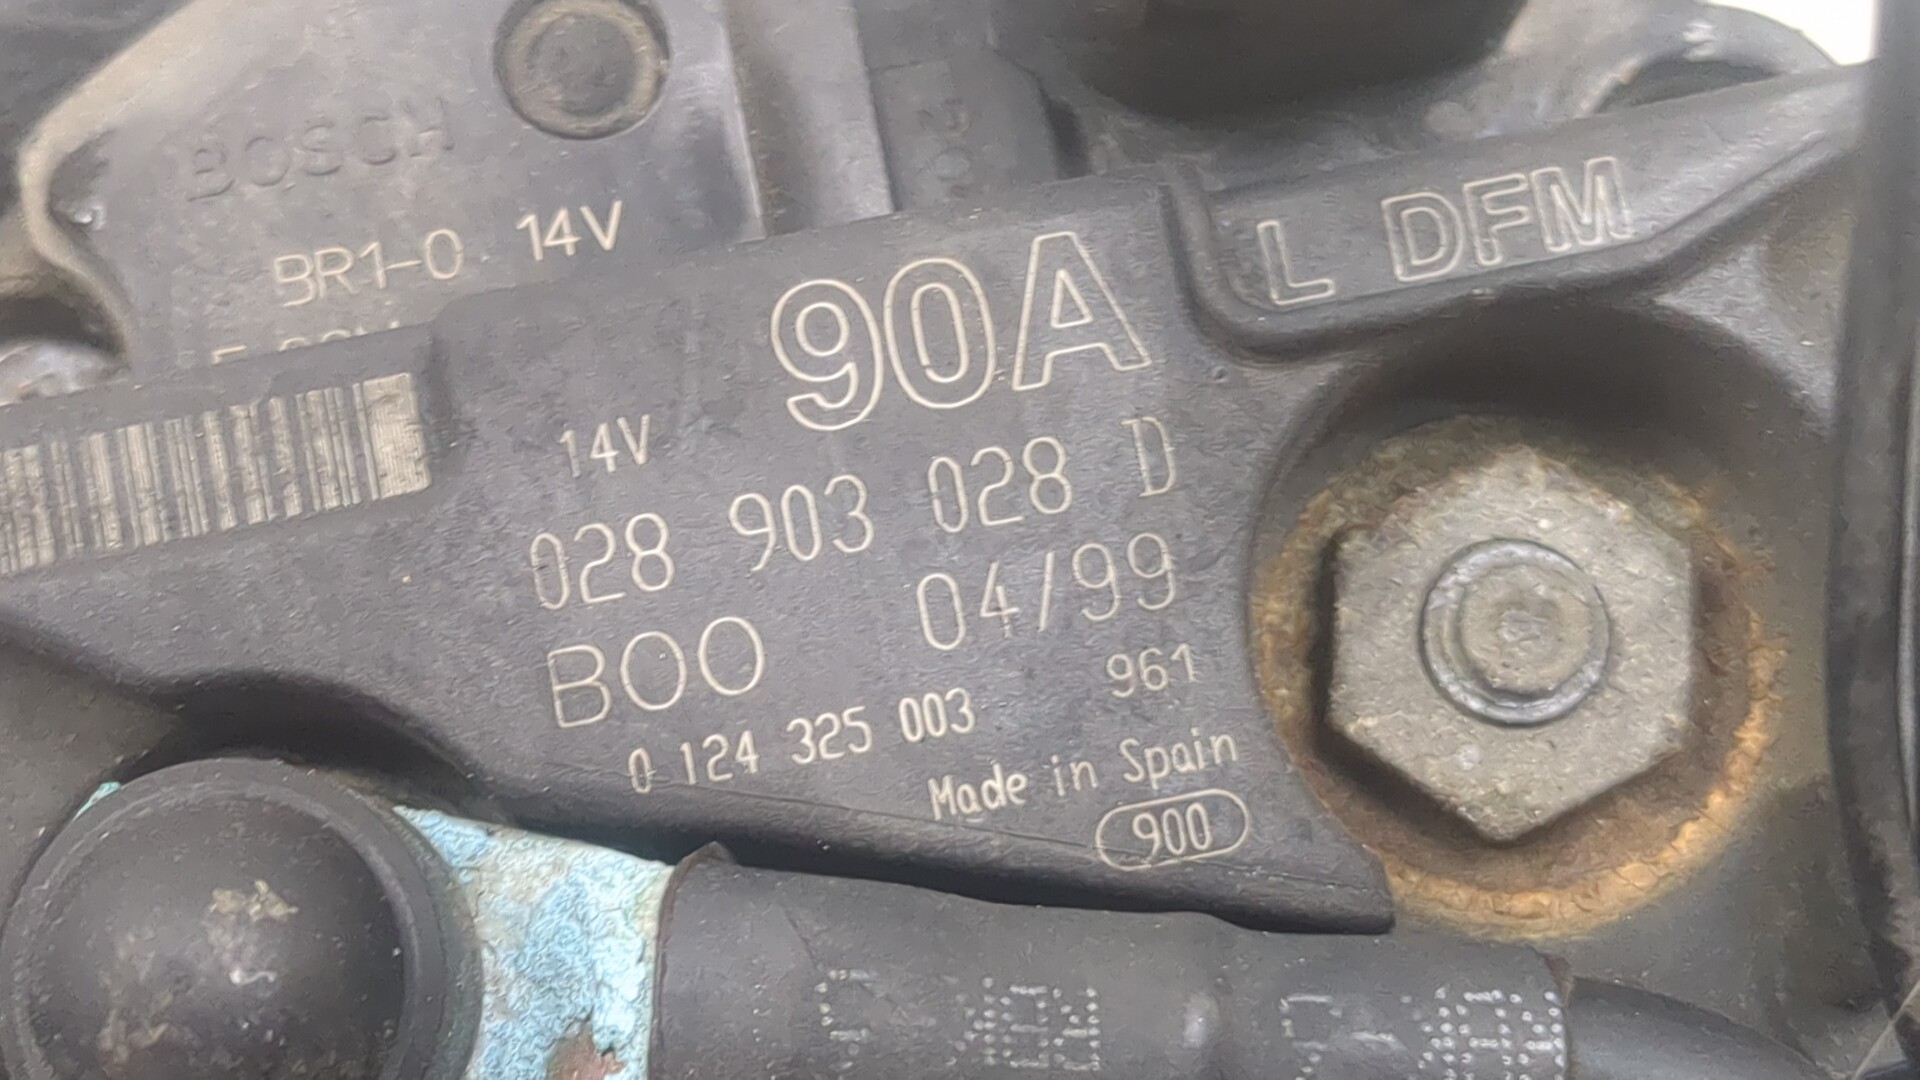 BOSCH
BR1-0 14V
L DFM
90A
14V
028 903 028 D
BOO 04/99
961
0 124 325 003
Made in Spain
900